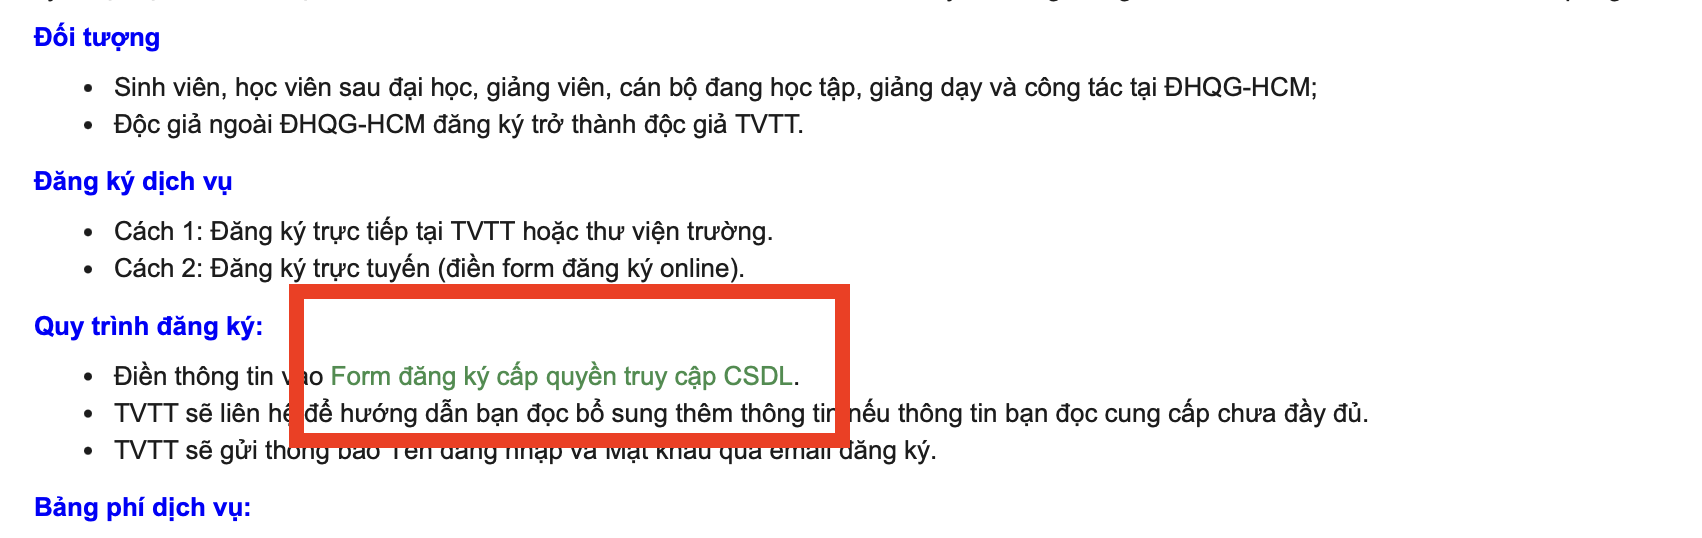 Đối tượng
Sinh viên, học viên sau đại học, giảng viên, cán bộ đang học tập, giảng dạy và công tác tại ĐHQG-HCM;
Độc giả ngoài ĐHQG-HCM đăng ký trở thành độc giả TVTT.
Đăng ký dịch vụ
Cách 1: Đăng ký trực tiếp tại TVTT hoặc thư viện trường.
Cách 2: Đăng ký trực tuyến (điền form đăng ký online).
Quy trình đăng ký:
Điền thông tin vào Form đăng ký cấp quyền truy cập CSDL.
TVTT sẽ liên hệ để hướng dẫn bạn đọc bổ sung thêm thông tin nếu thông tin bạn đọc cung cấp chưa đầy đủ.
TVTT sẽ gửi thông báo Tên đăng nhập và Mật khẩu qua email đăng ký.
Bảng phí dịch vụ: